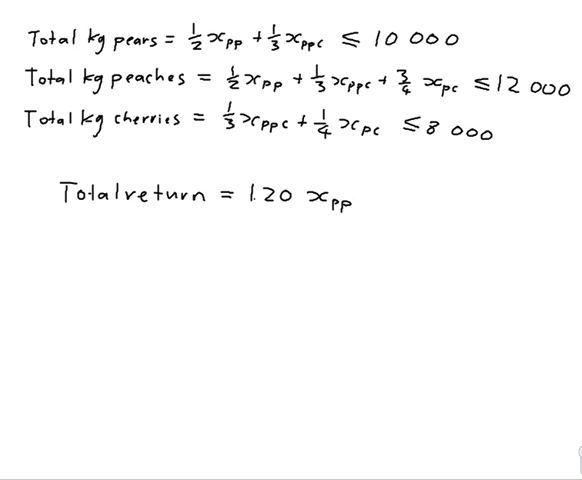 Total kg pears = 1/2 x_pp + 1/3 x_ppc ≤ 10 000
Total kg peaches = 1/2 x_pp + 1/3 x_ppc + 3/4 x_pc ≤ 12 000
Total kg cherries = 1/3 x_ppc + 1/4 x_pc ≤ 8 000
Total return = 1.20 x_pp